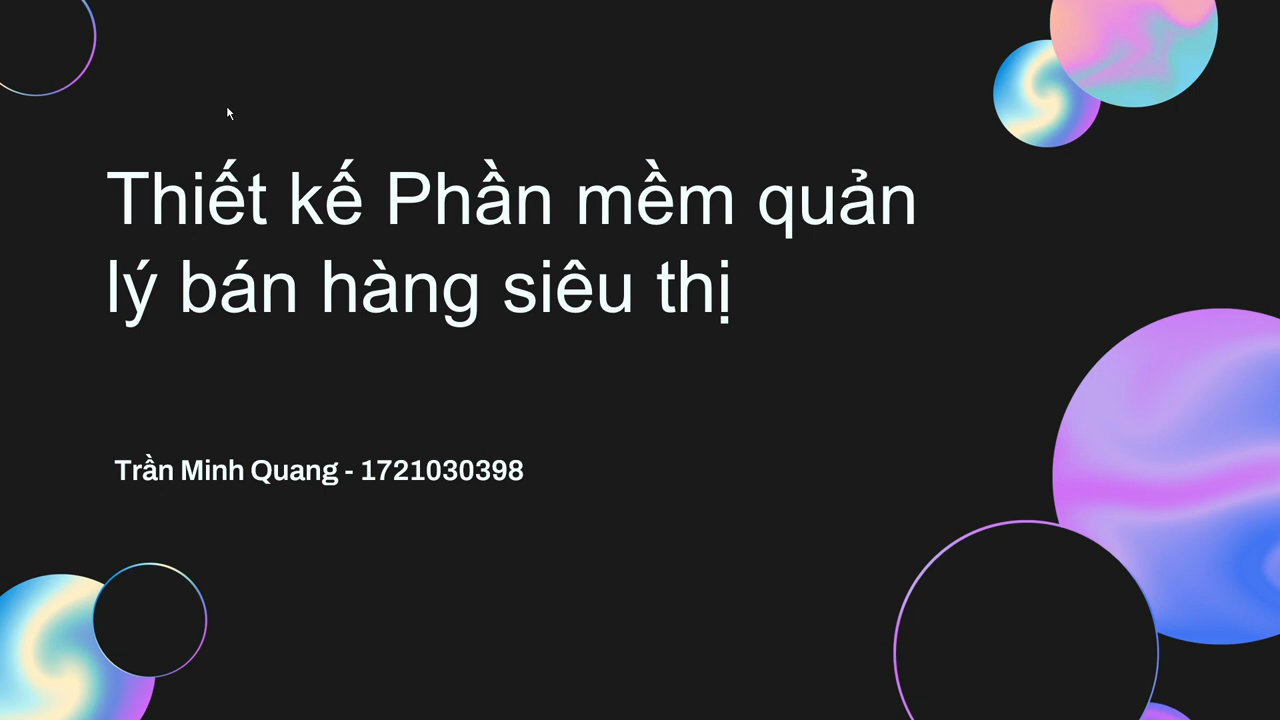 Thiết kế Phần mềm quản
lý bán hàng siêu thị
Trần Minh Quang - 1721030398